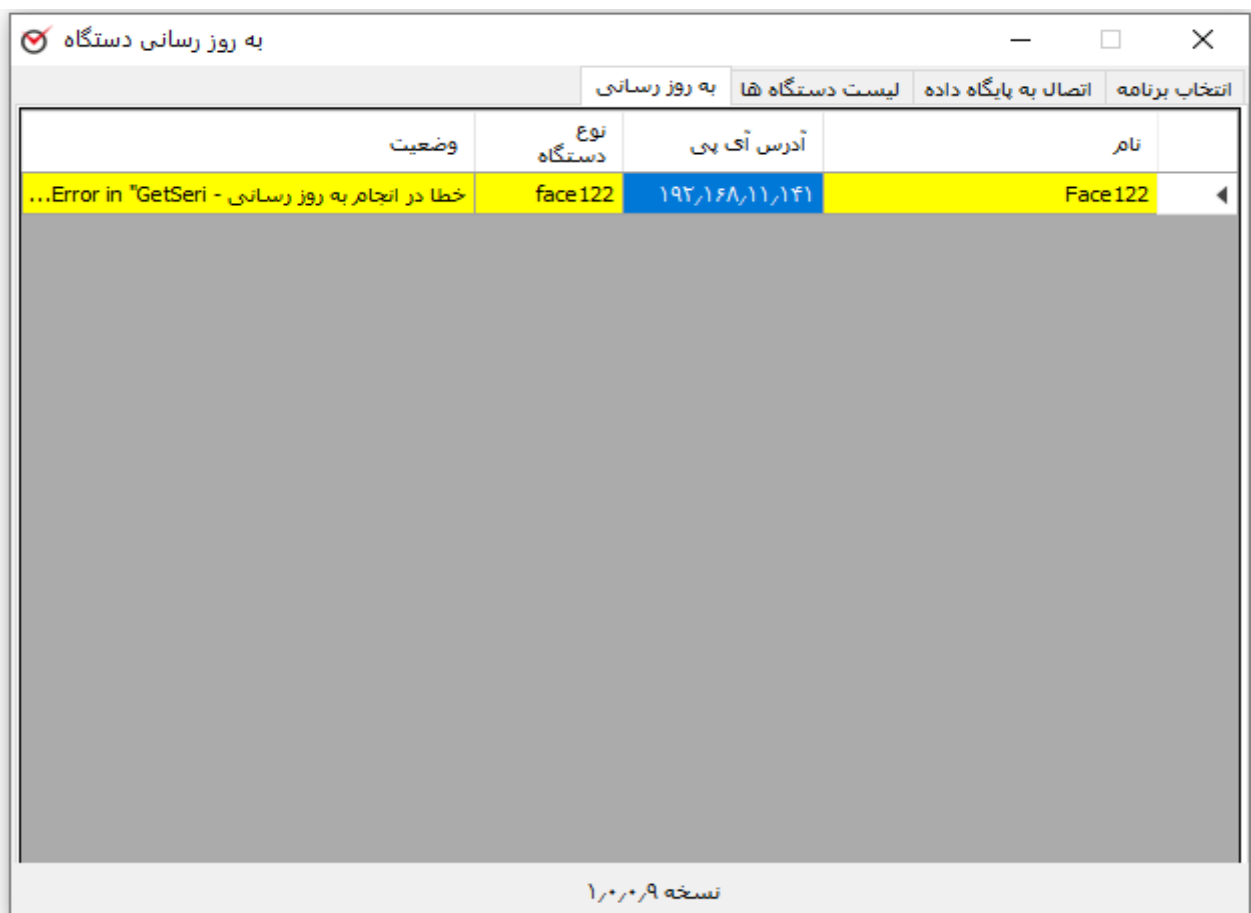 به روز رسانی دستگاه
انتخاب برنامه اتصال به پایگاه داده لیست دستگاه ها به روز رسانی
نام آدرس آی پی نوع دستگاه وضعیت
Face122 ۱۹۲٫۱۶۸٫۱۱٫۱۴۱ face122 خطا در انجام به روز رسانی - Error in "GetSeri...
نسخه ۱٫۰٫۰٫۹